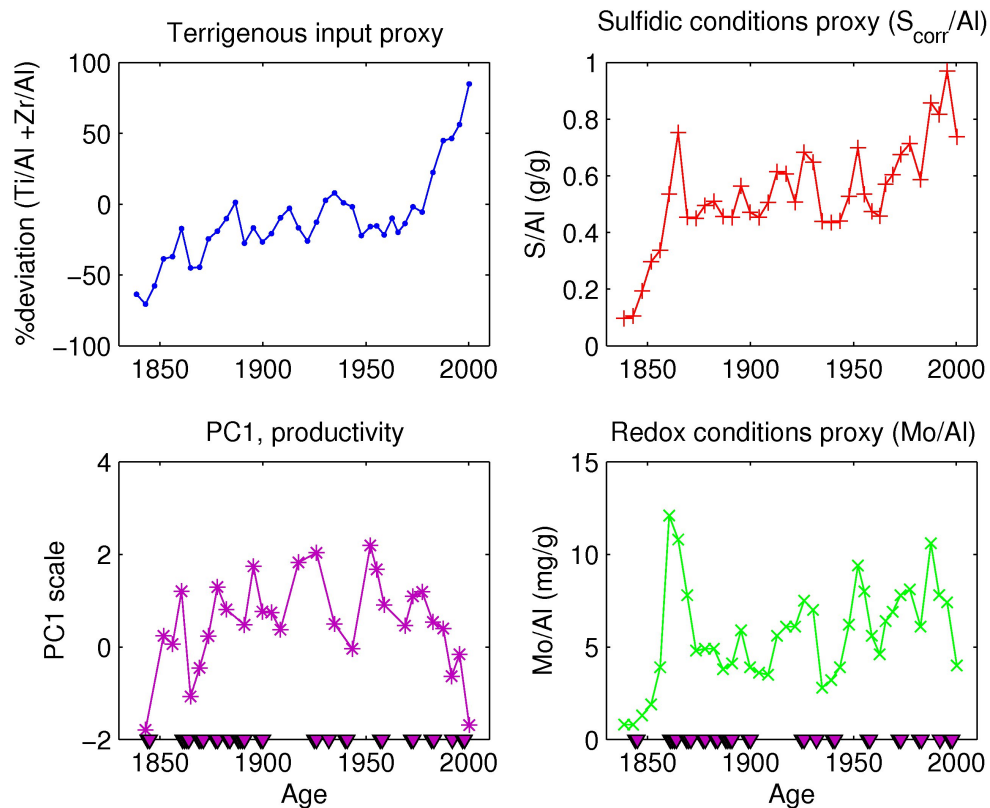 Terrigenous input proxy
%deviation (Ti/Al +Zr/Al)
100
50
0
−50
−100
1850 1900 1950 2000
Sulfidic conditions proxy (Scorr/Al)
S/Al (g/g)
1
0.8
0.6
0.4
0.2
0
1850 1900 1950 2000
PC1, productivity
PC1 scale
4
2
0
−2
1850 1900 1950 2000
Age
Redox conditions proxy (Mo/Al)
Mo/Al (mg/g)
15
10
5
0
1850 1900 1950 2000
Age